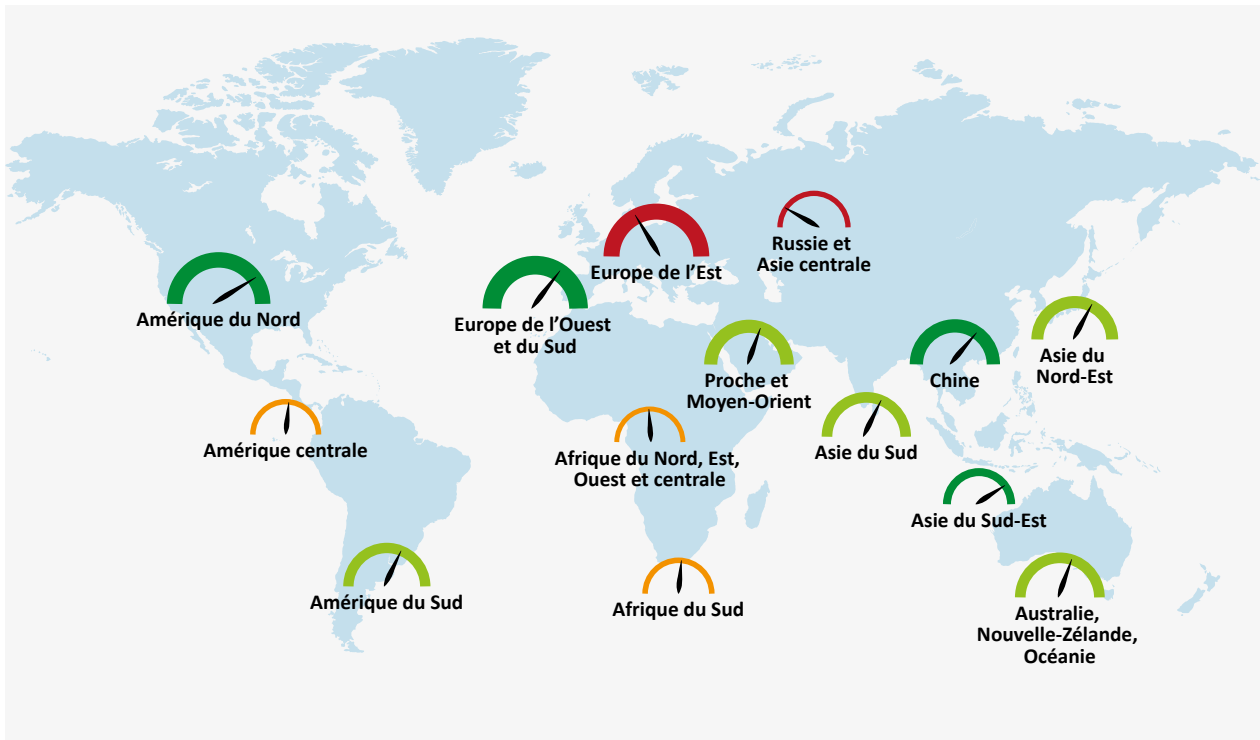 Russie et
Asie centrale
Europe de l’Est
Amérique du Nord
Europe de l’Ouest
et du Sud
Asie du
Nord-Est
Proche et
Moyen-Orient
Chine
Amérique centrale
Afrique du Nord, Est,
Ouest et centrale
Asie du Sud
Asie du Sud-Est
Amérique du Sud
Afrique du Sud
Australie,
Nouvelle-Zélande,
Océanie